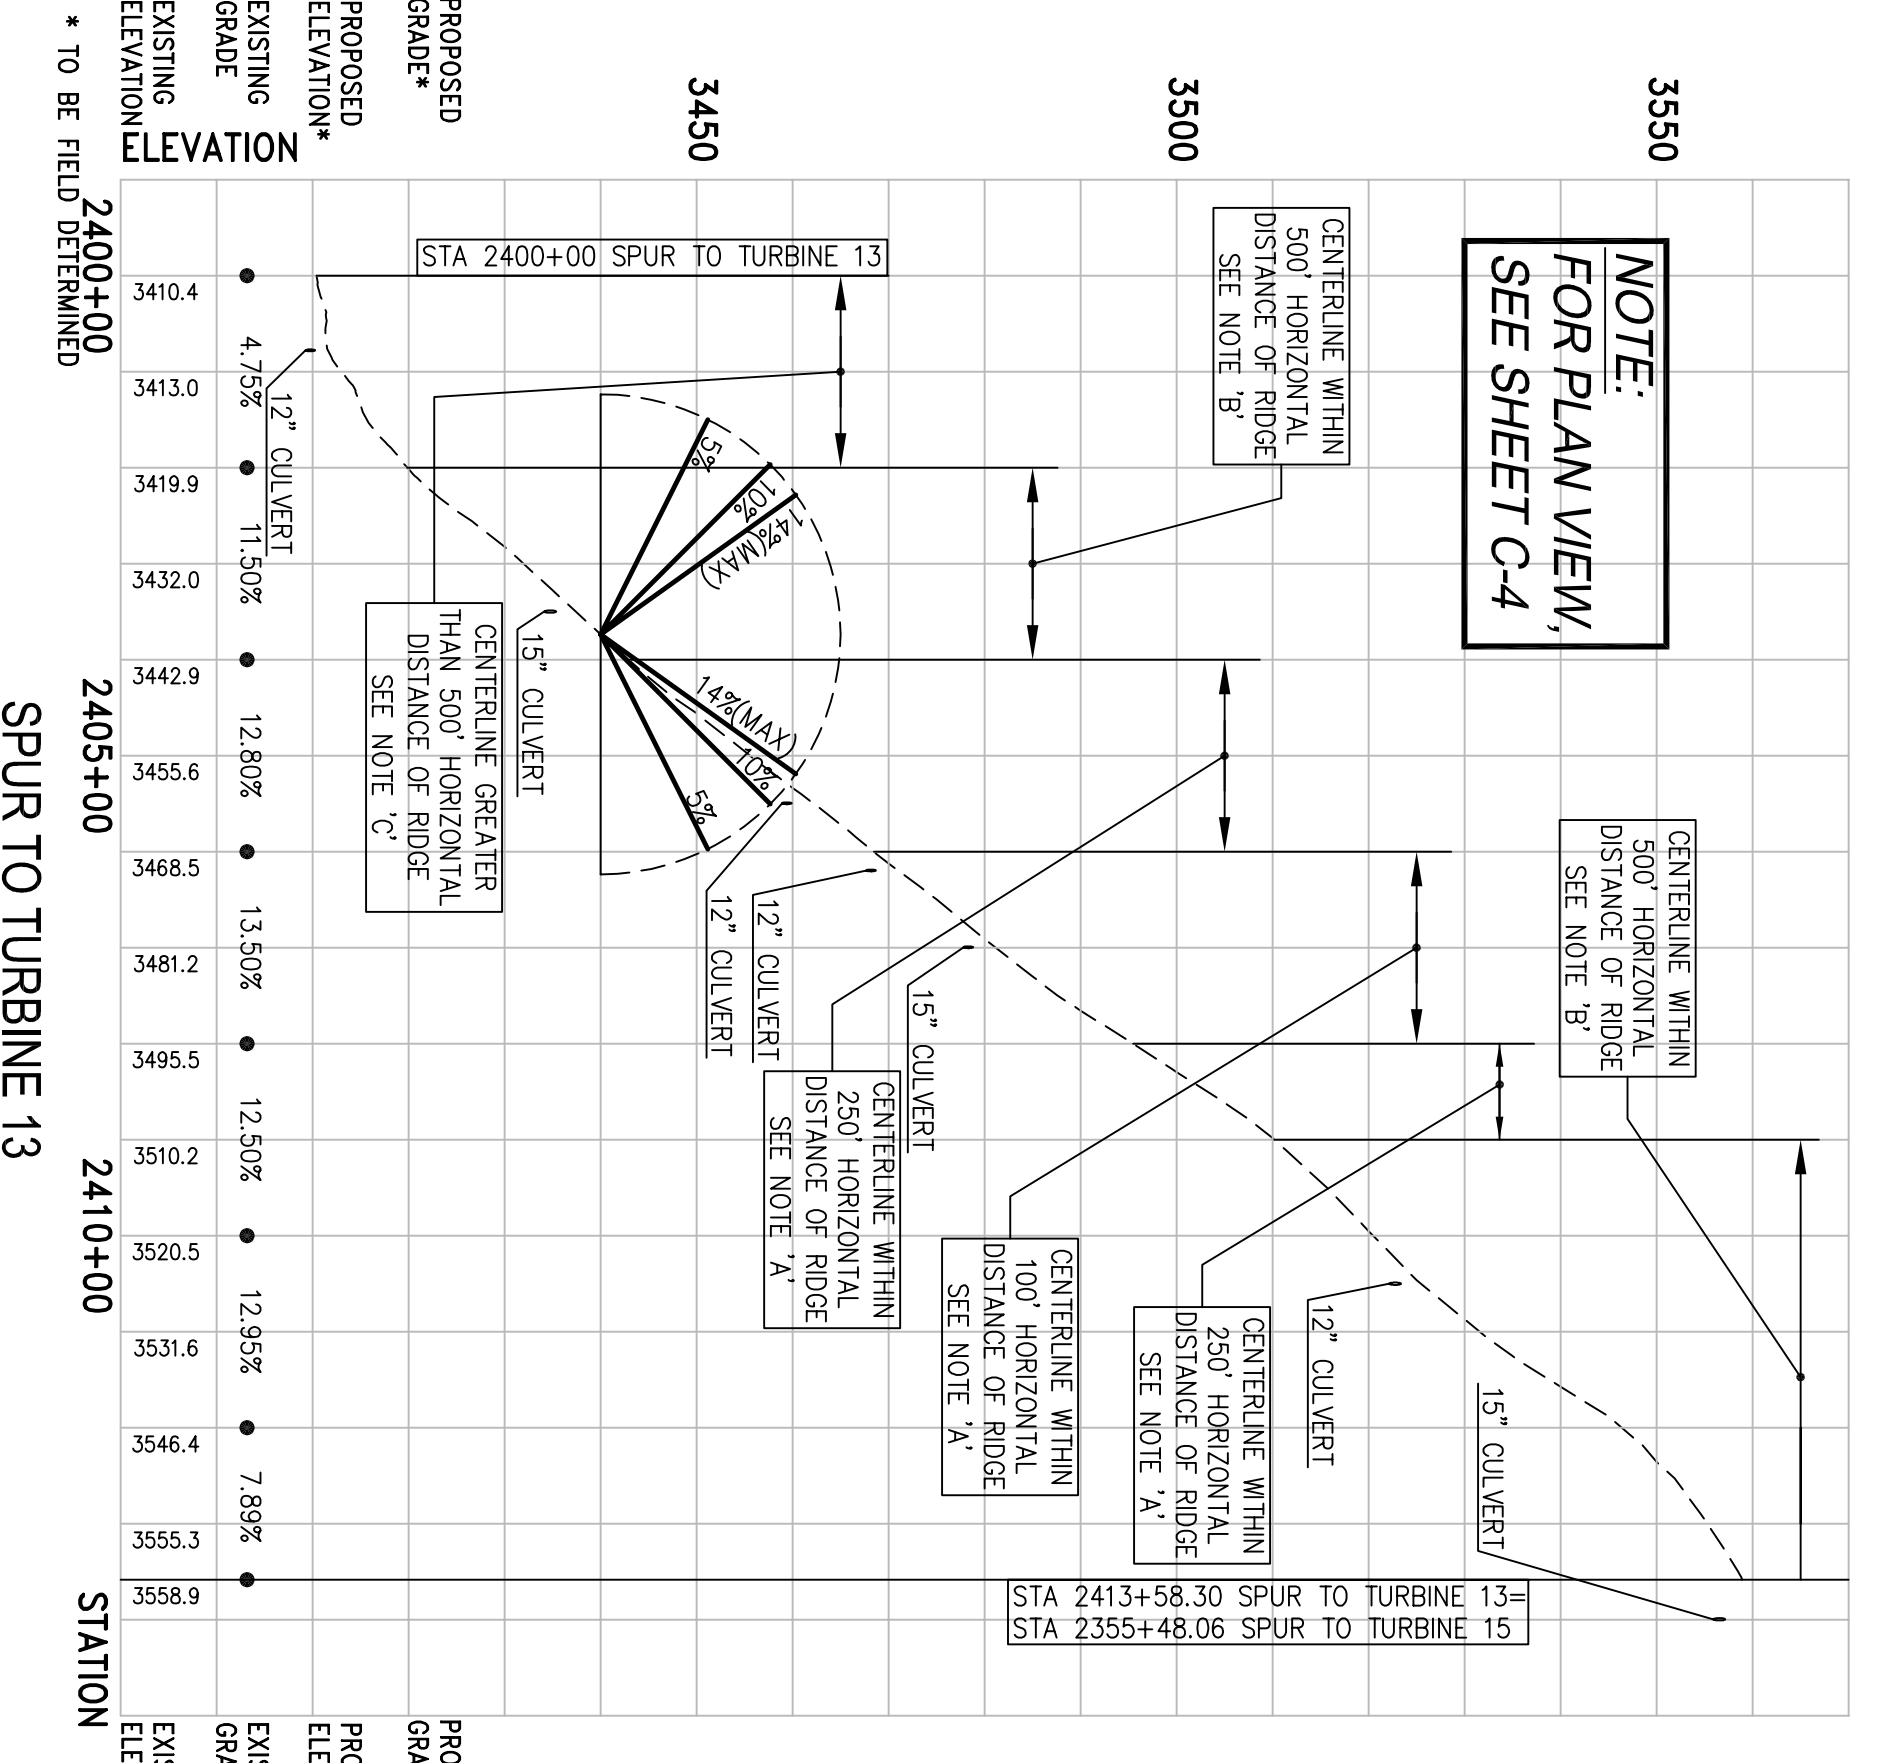 NOTE:
FOR PLAN VIEW,
SEE SHEET C-4
3550
3500
3450
ELEVATION
CENTERLINE WITHIN
500' HORIZONTAL
DISTANCE OF RIDGE
SEE NOTE 'B'
CENTERLINE WITHIN
500' HORIZONTAL
DISTANCE OF RIDGE
SEE NOTE 'B'
STA 2400+00 SPUR TO TURBINE 13
5%
10%
14%(MAX)
14%(MAX)
10%
5%
12" CULVERT
15" CULVERT
CENTERLINE GREATER
THAN 500' HORIZONTAL
DISTANCE OF RIDGE
SEE NOTE 'C'
12" CULVERT
12" CULVERT
15" CULVERT
CENTERLINE WITHIN
250' HORIZONTAL
DISTANCE OF RIDGE
SEE NOTE 'A'
CENTERLINE WITHIN
100' HORIZONTAL
DISTANCE OF RIDGE
SEE NOTE 'A'
CENTERLINE WITHIN
250' HORIZONTAL
DISTANCE OF RIDGE
SEE NOTE 'A'
12" CULVERT
15" CULVERT
STA 2413+58.30 SPUR TO TURBINE 13=
STA 2355+48.06 SPUR TO TURBINE 15
PROPOSED
GRADE*
PROPOSED
ELEVATION*
EXISTING
GRADE
4.75% 11.50% 12.80% 13.50% 12.50% 12.95% 7.89%
EXISTING
ELEVATION
3410.4 3413.0 3419.9 3432.0 3442.9 3455.6 3468.5 3481.2 3495.5 3510.2 3520.5 3531.6 3546.4 3555.3 3558.9
PRO
GRA
PRO
ELE
EXIS
GRA
EXIS
ELE
2400+00 2405+00 2410+00 STATION
* TO BE FIELD DETERMINED
SPUR TO TURBINE 13